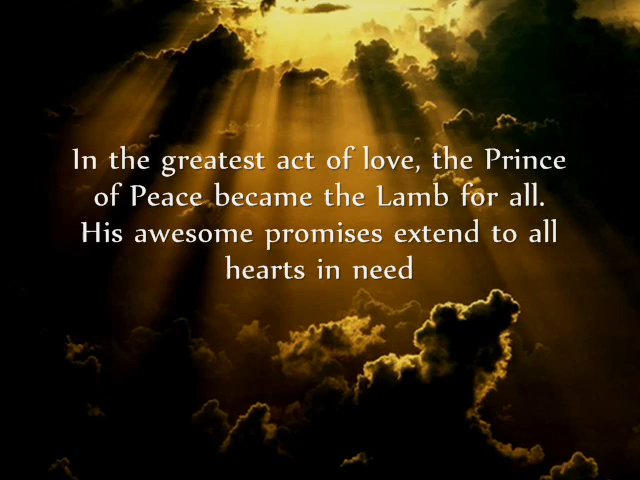 In the greatest act of love, the Prince
of Peace became the Lamb for all.
His awesome promises extend to all
hearts in need